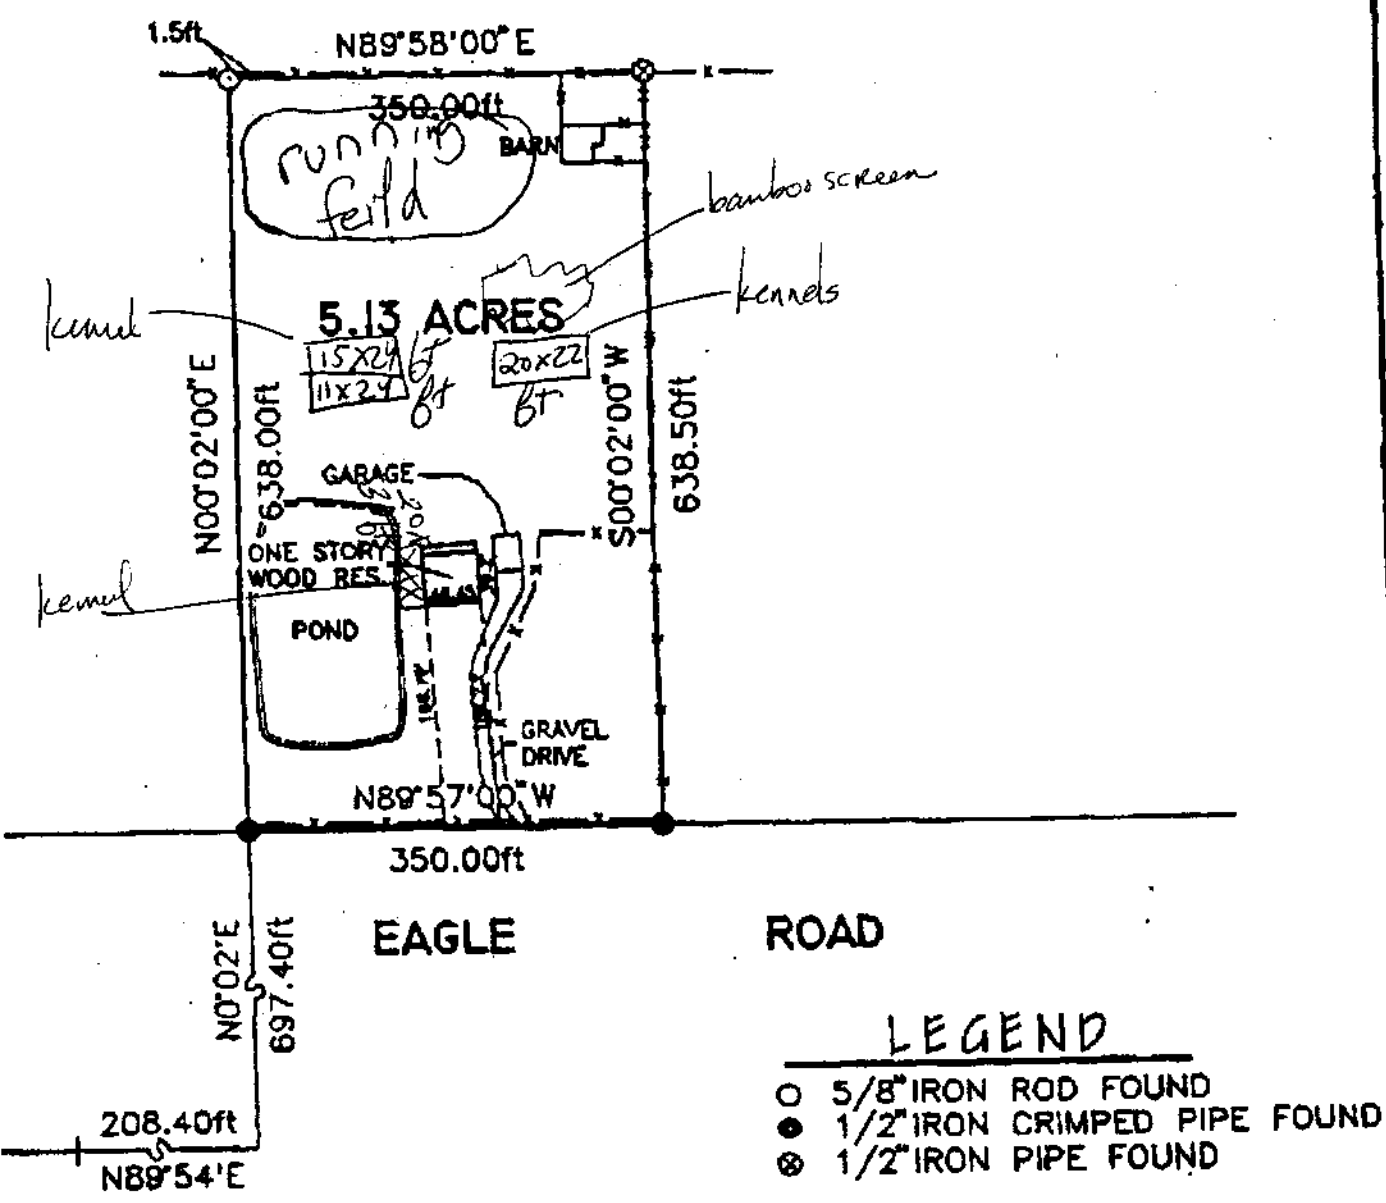 1.5ft
N89°58'00"E
350.00ft
running
feild
BARN
bamboo screen
kennel
5.13 ACRES
kennels
15X24 ft
11X24 ft
20X22
ft
N00°02'00"E
638.00ft
S00°02'00"W
638.50ft
GARAGE
ONE STORY
WOOD RES.
kennel
POND
GRAVEL
DRIVE
N89°57'00"W
350.00ft
EAGLE ROAD
N0°02'E
697.40ft
208.40ft
N89°54'E
LEGEND
5/8" IRON ROD FOUND
1/2" IRON CRIMPED PIPE FOUND
1/2" IRON PIPE FOUND